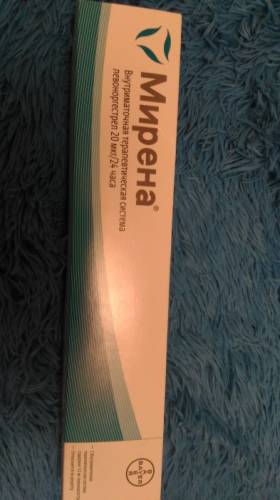 Мирена®
Внутриматочная терапевтическая система
левоноргестрел 20 мкг/24 часа
BAYER